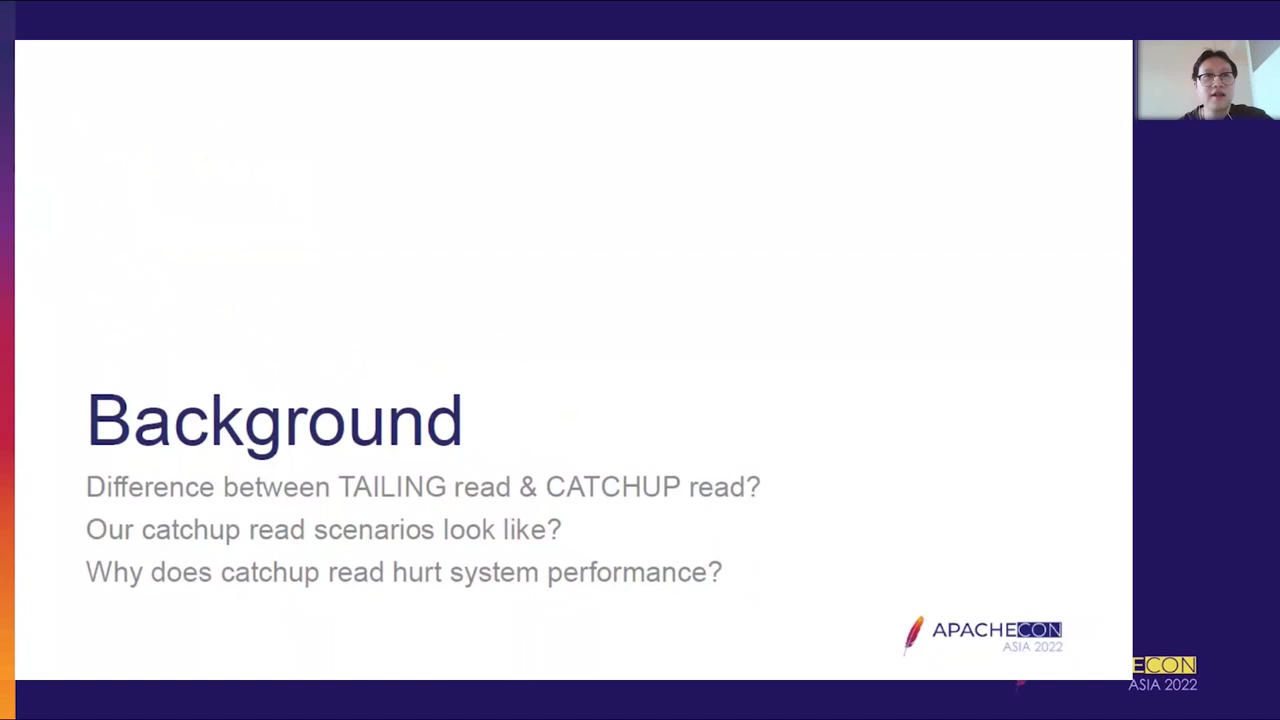 Background
Difference between TAILING read & CATCHUP read?
Our catchup read scenarios look like?
Why does catchup read hurt system performance?
APACHECON
ASIA 2022
ECON
ASIA 2022